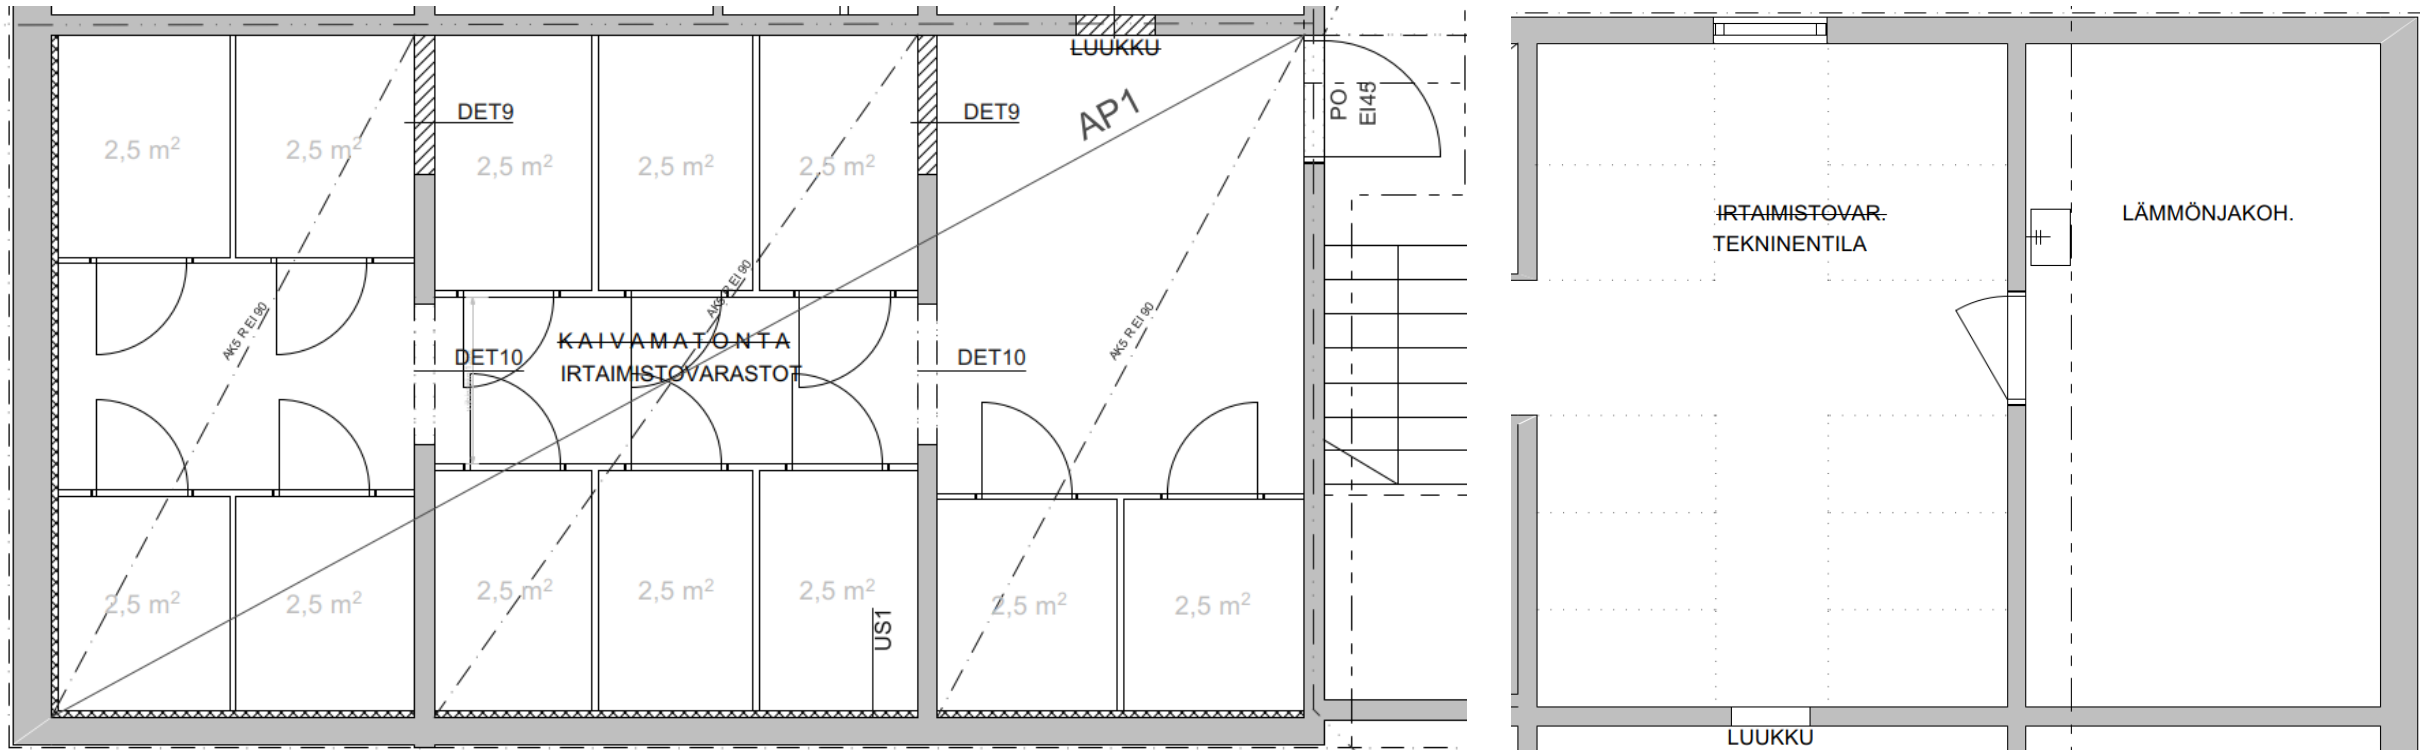 LUUKKU
AP1
PO
EI45
DET9
DET9
2,5 m²
2,5 m²
2,5 m²
2,5 m²
2,5 m²
IRTAIMISTOVAR.
TEKNINENTILA
LÄMMÖNJAKOH.
AK5 R EI 90
AK5 R EI 90
AK5 R EI 90
KAIVAMATONTA
IRTAIMISTOVARASTOT
DET10
DET10
2,5 m²
2,5 m²
2,5 m²
2,5 m²
2,5 m²
2,5 m²
2,5 m²
US1
LUUKKU